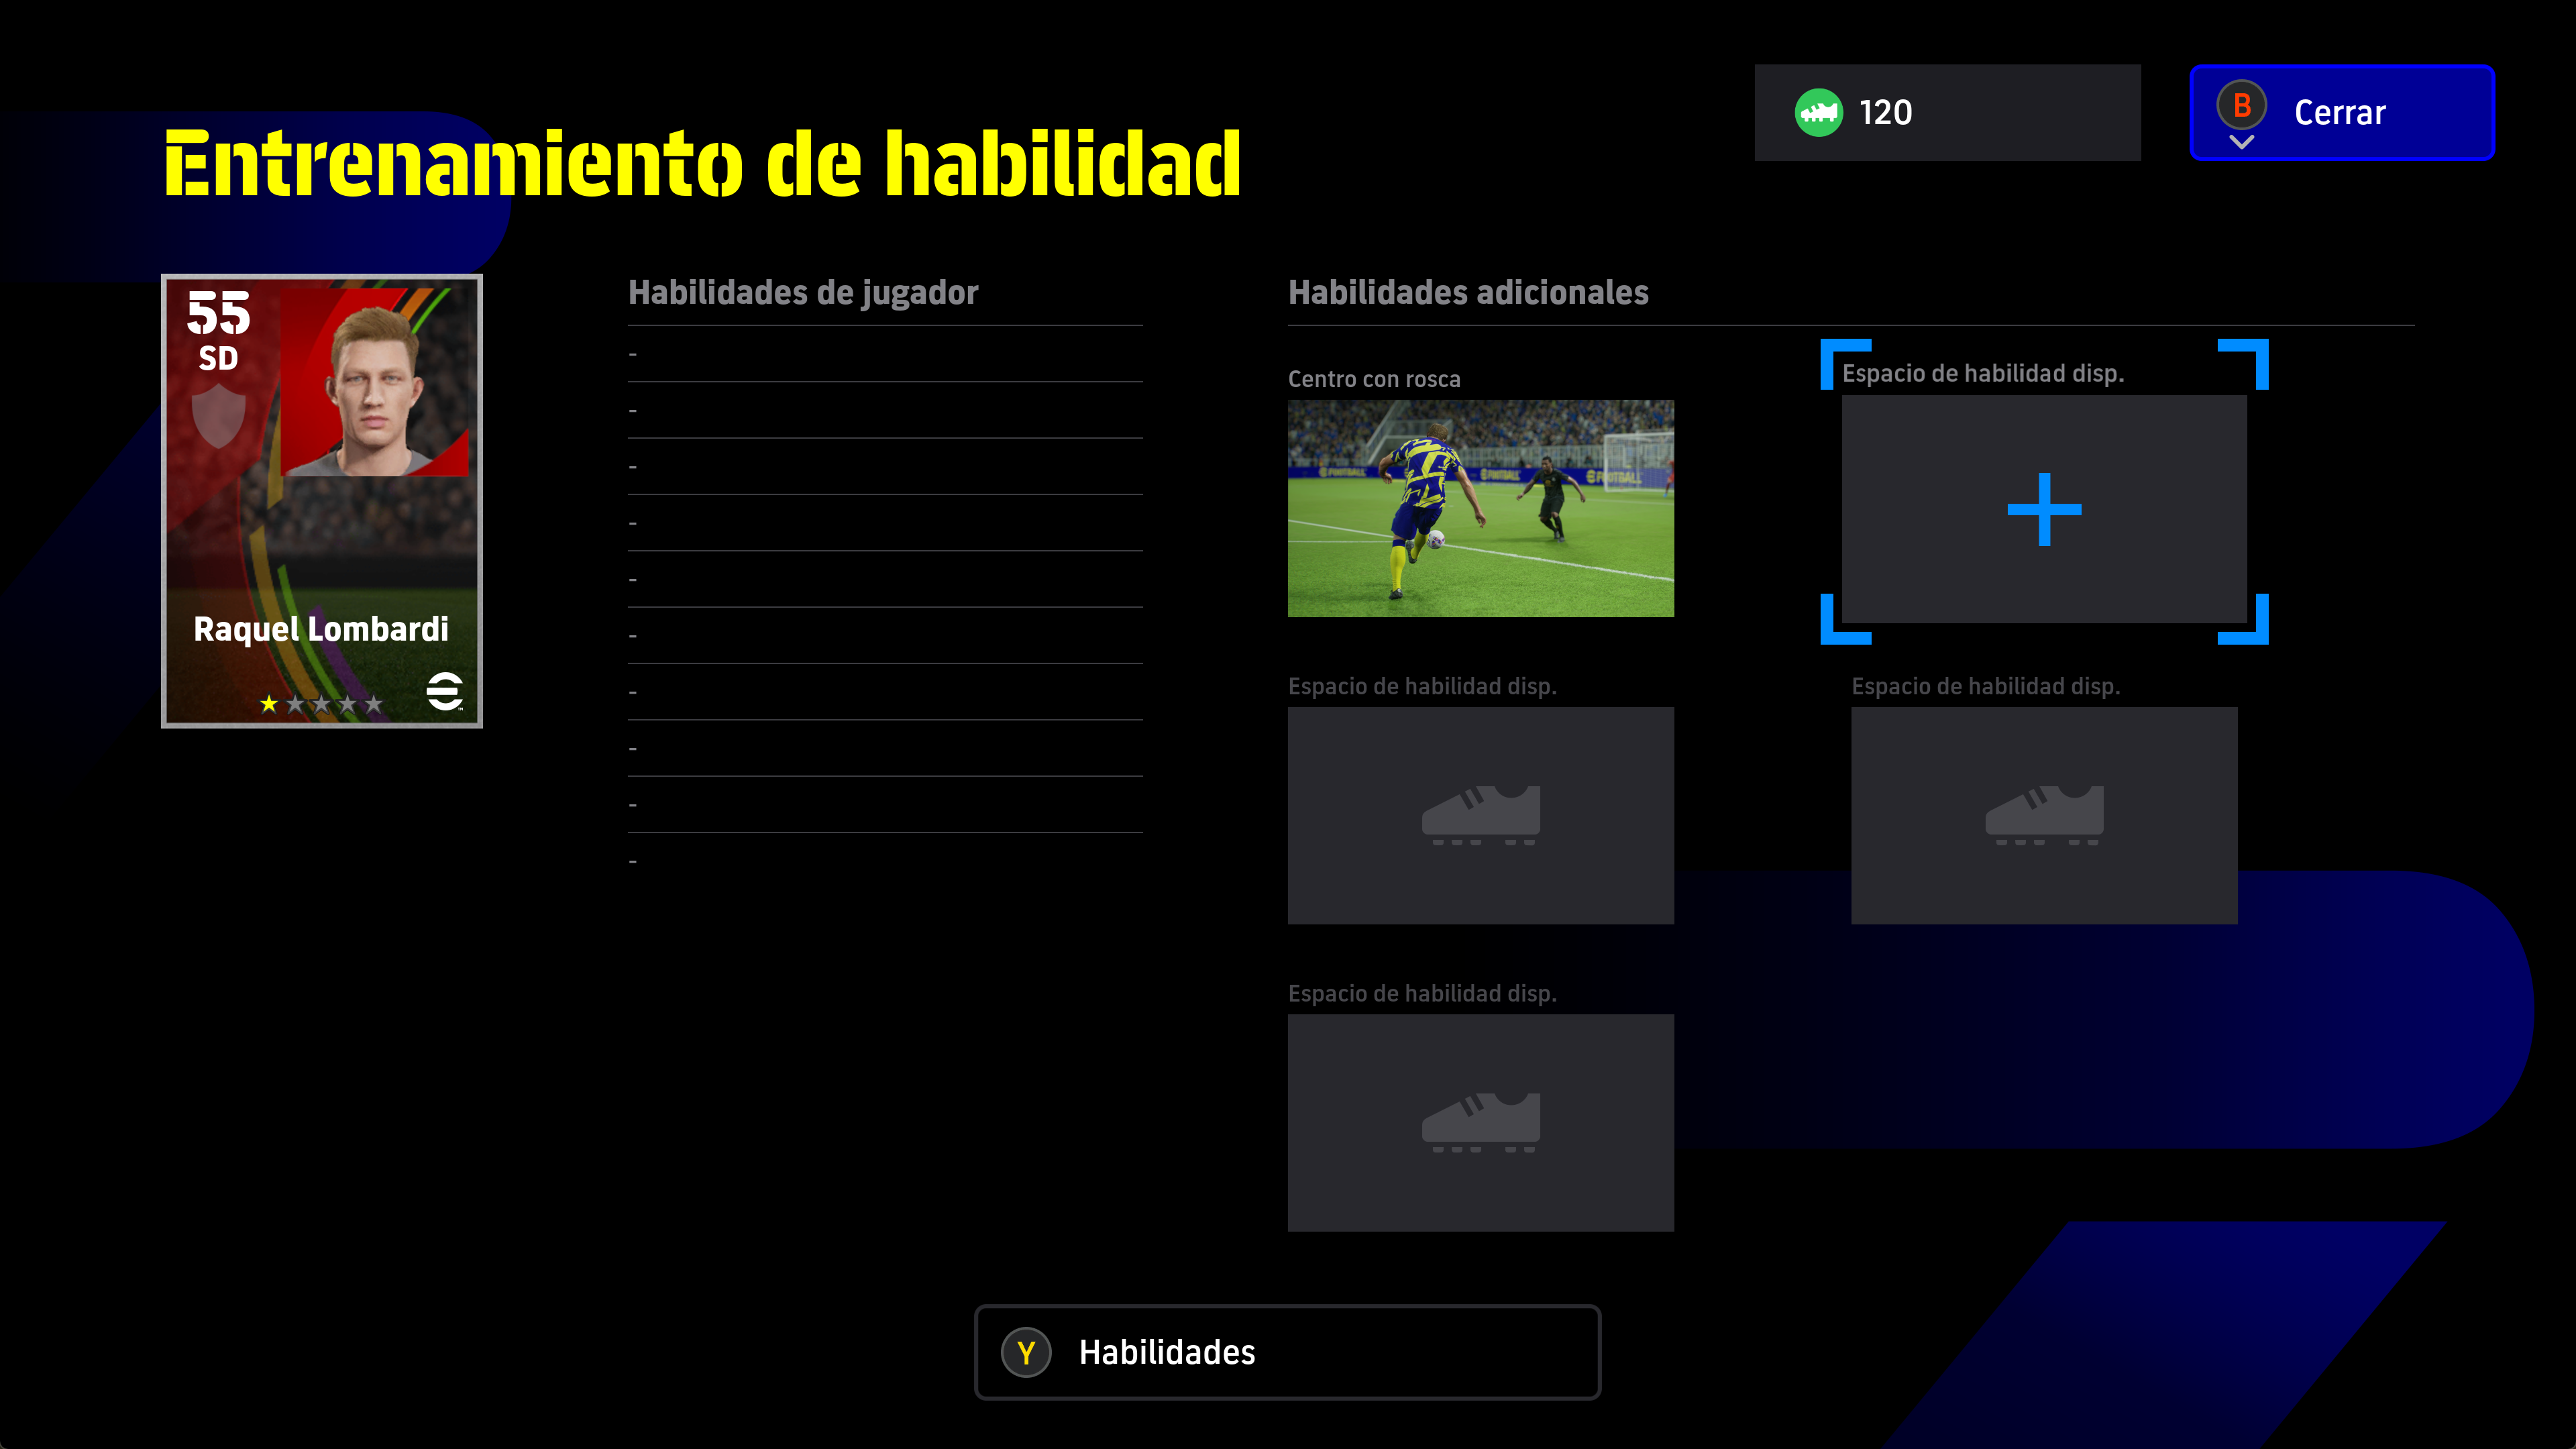 120
B
Cerrar
Entrenamiento de habilidad
55
SD
Raquel Lombardi
Habilidades de jugador
-
-
-
-
-
-
-
-
-
-
Habilidades adicionales
Centro con rosca
Espacio de habilidad disp.
Espacio de habilidad disp.
Espacio de habilidad disp.
Espacio de habilidad disp.
Y
Habilidades